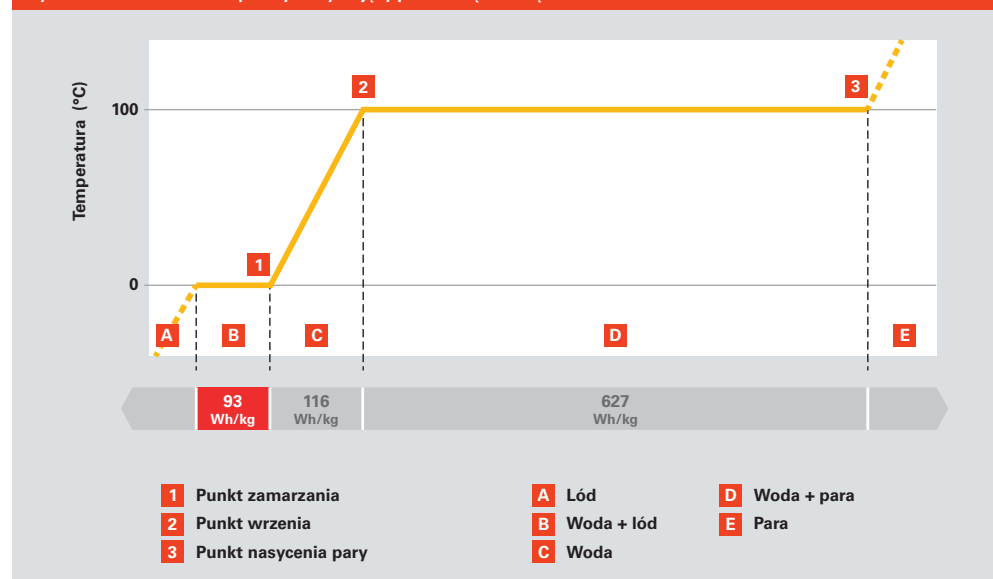 Temperatura (°C)
2
3
100
1
0
A
B
C
D
E
93
Wh/kg
116
Wh/kg
627
Wh/kg
1 Punkt zamarzania
2 Punkt wrzenia
3 Punkt nasycenia pary
A Lód
B Woda + lód
C Woda
D Woda + para
E Para